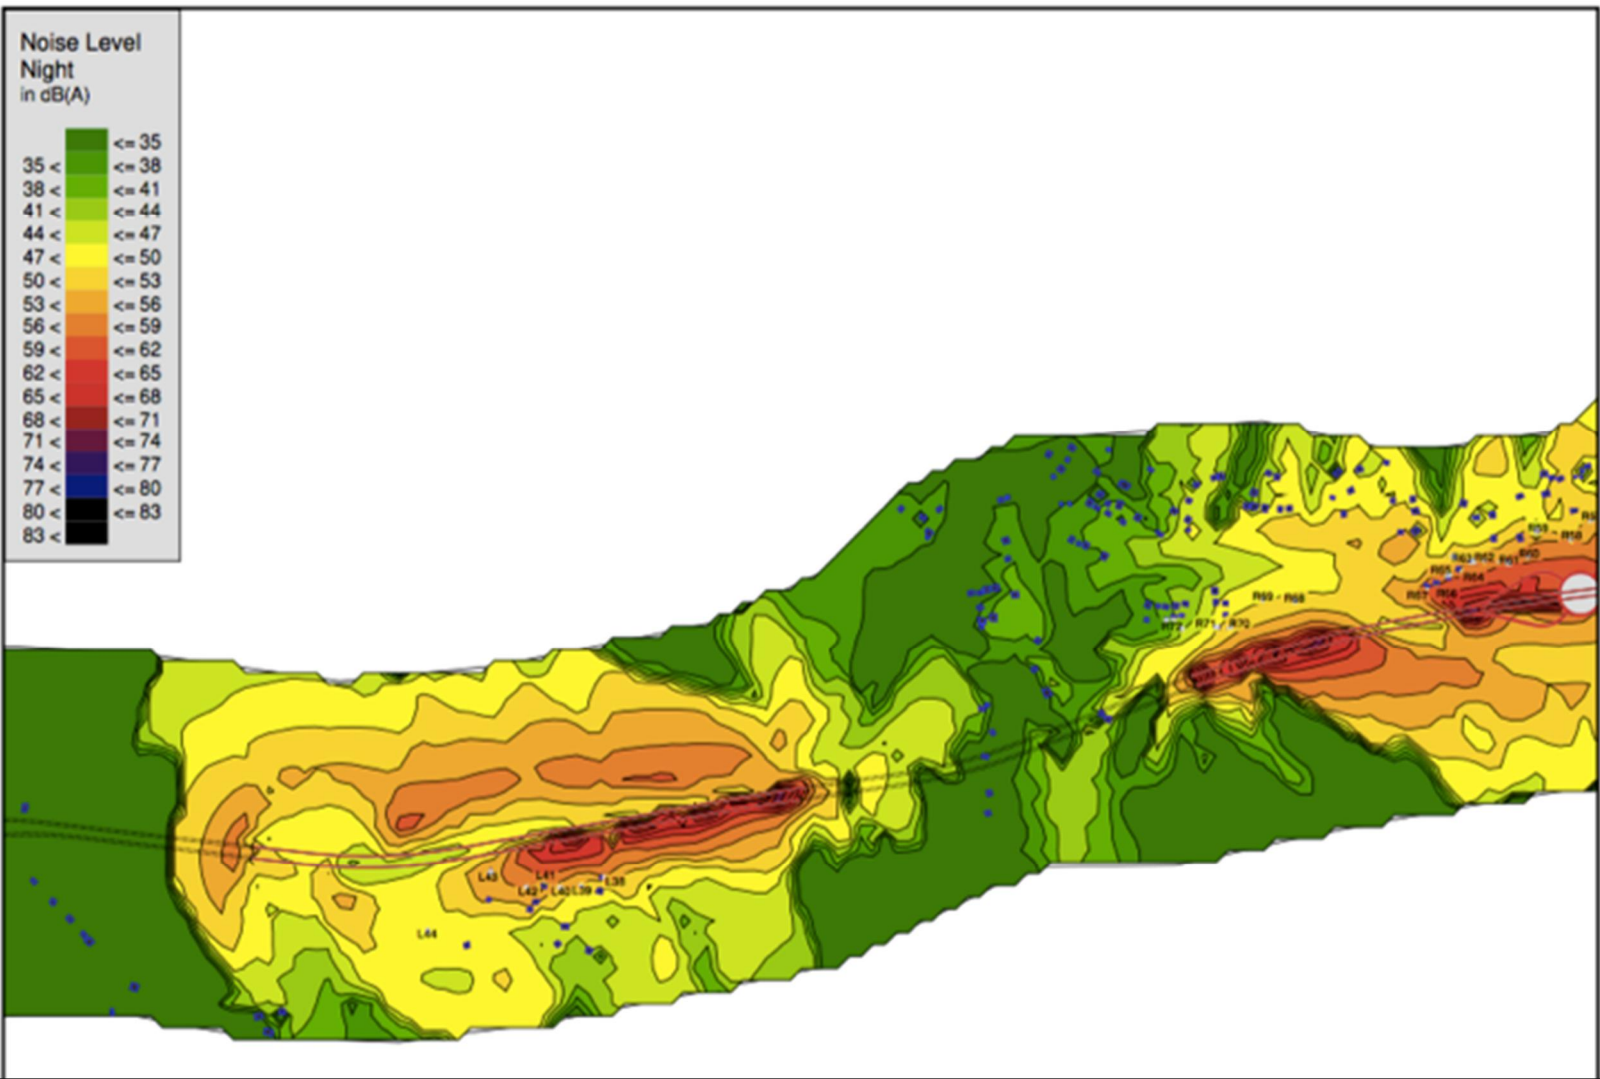 Noise Level
Night
in dB(A)
<= 35
35 < <= 38
38 < <= 41
41 < <= 44
44 < <= 47
47 < <= 50
50 < <= 53
53 < <= 56
56 < <= 59
59 < <= 62
62 < <= 65
65 < <= 68
68 < <= 71
71 < <= 74
74 < <= 77
77 < <= 80
80 < <= 83
83 <
R59 R58
R63 R62 R61 R60
R65 R64
R67 R66
R69 R68
R72 R71 R70
L43 L41 L38
L42 L40 L39
L44